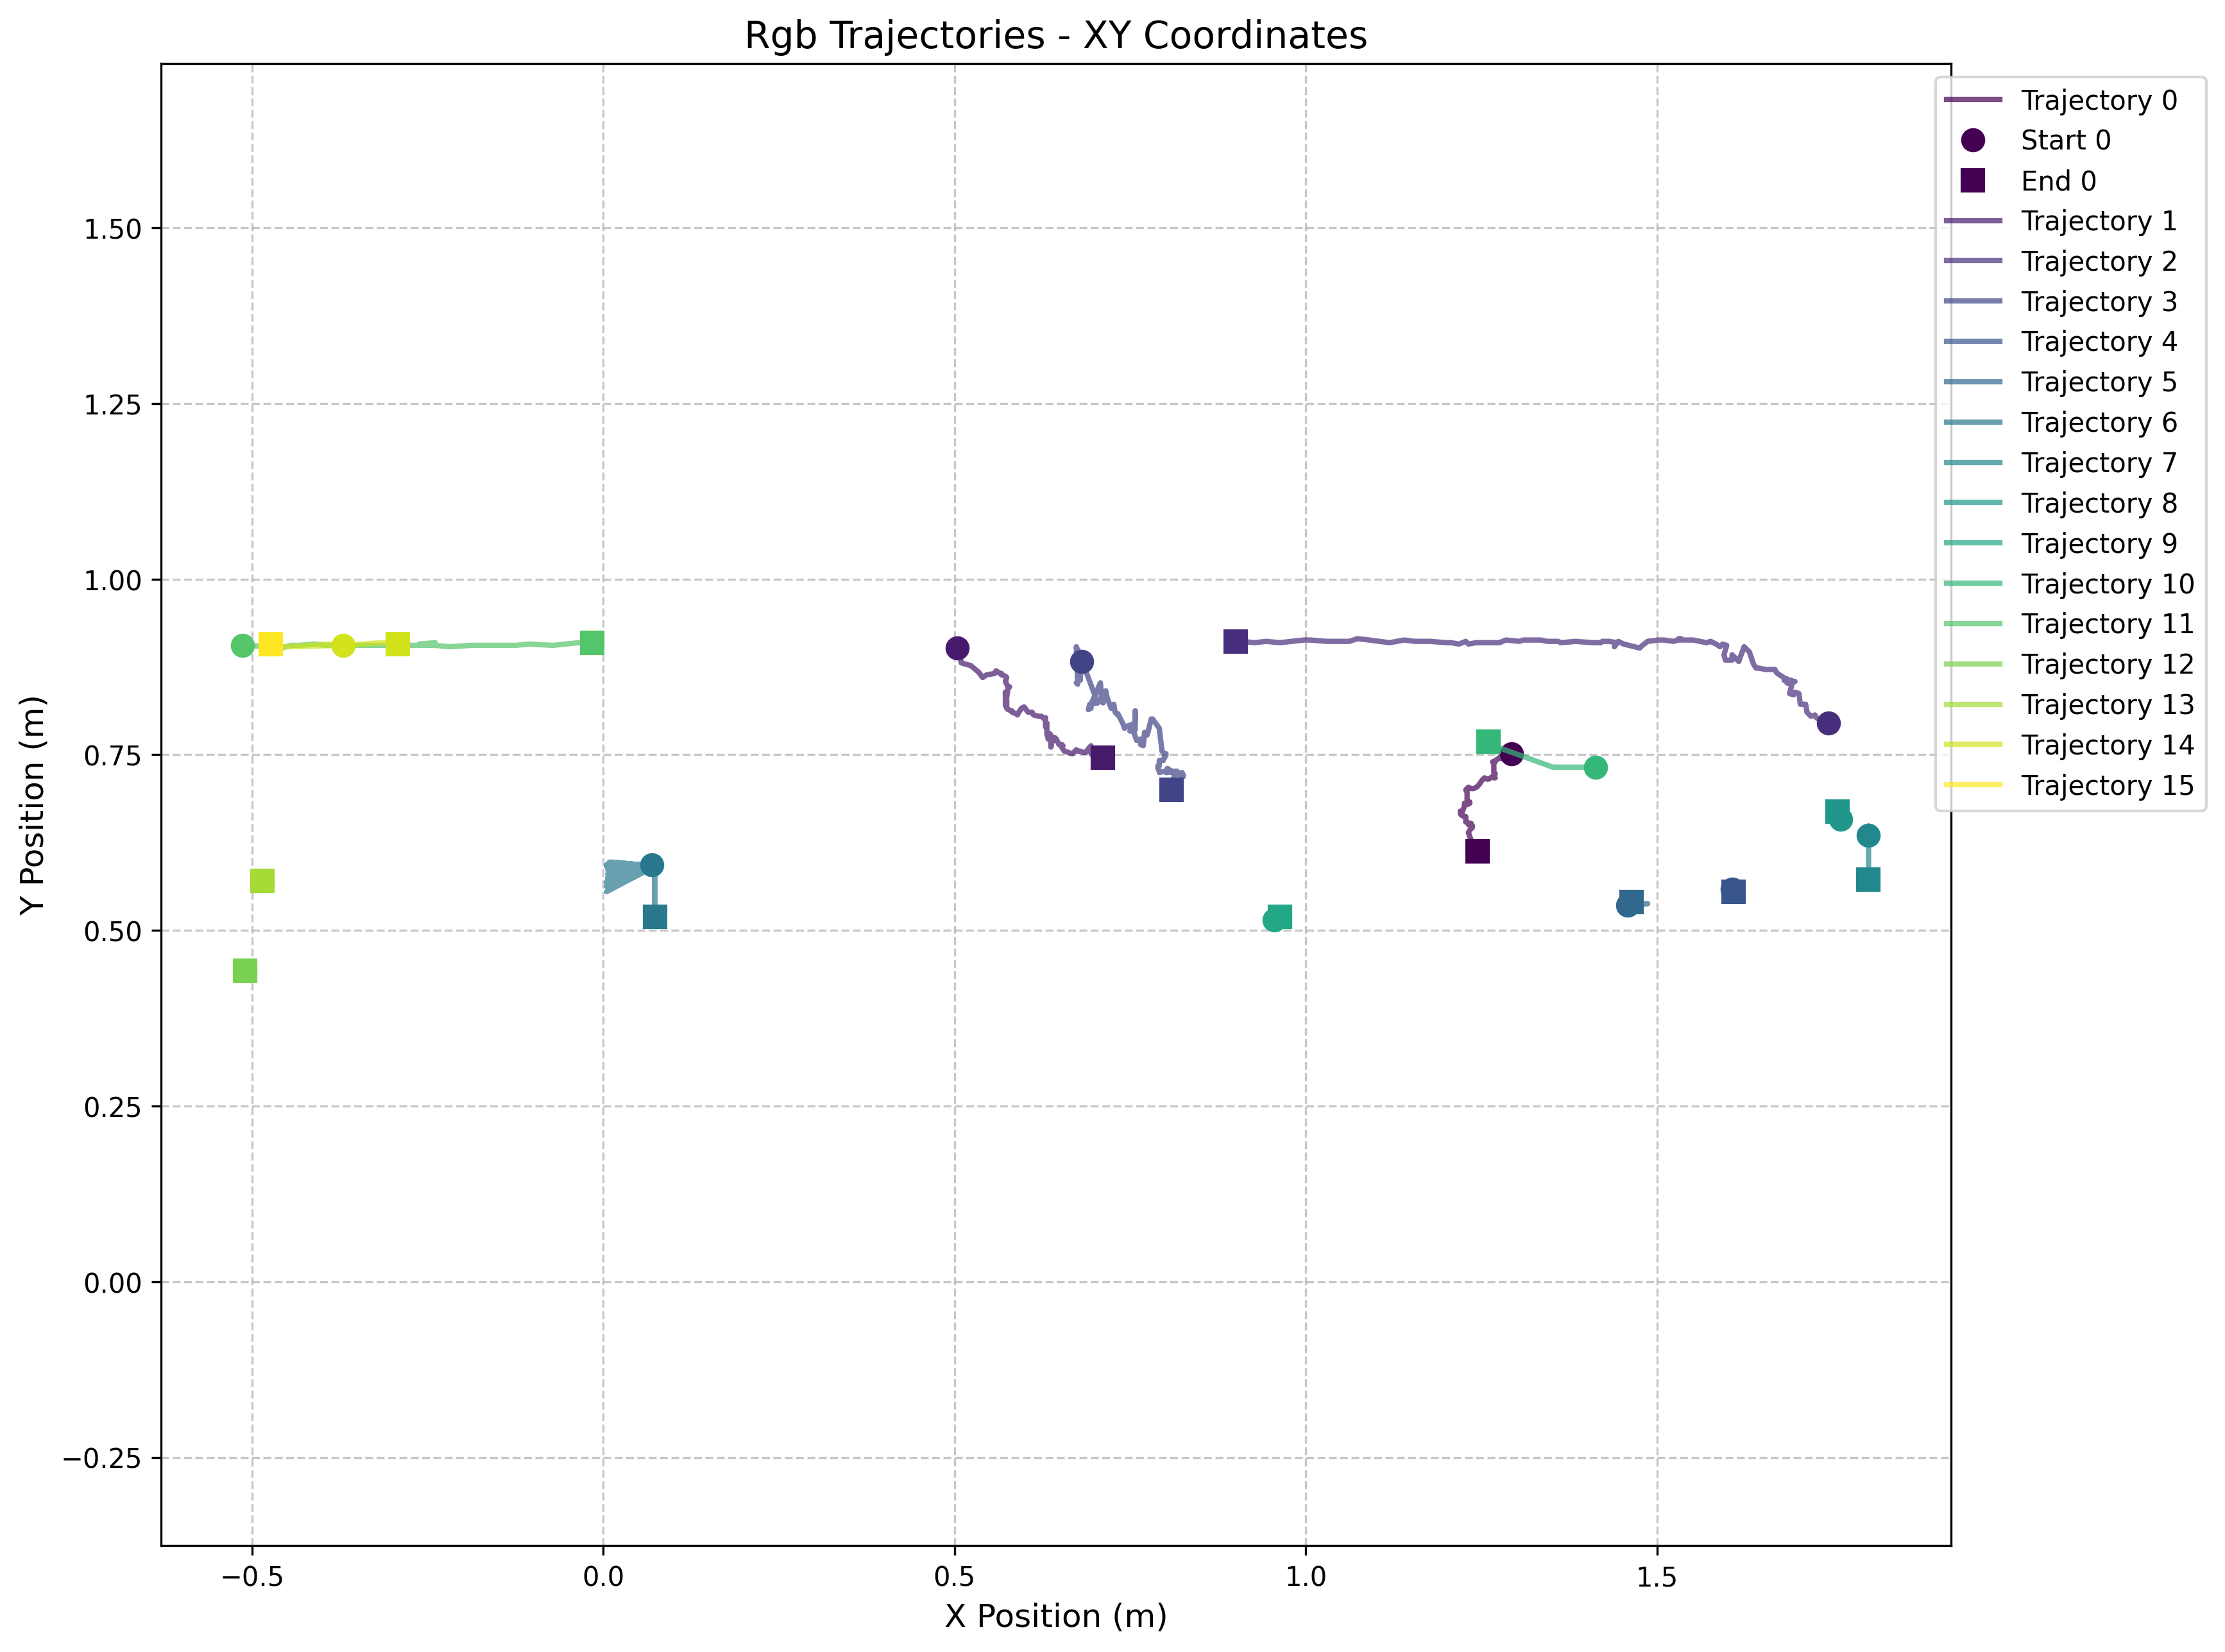 Rgb Trajectories - XY Coordinates
Y Position (m)
1.50
1.25
1.00
0.75
0.50
0.25
0.00
−0.25
−0.5
0.0
0.5
1.0
1.5
X Position (m)
Trajectory 0
Start 0
End 0
Trajectory 1
Trajectory 2
Trajectory 3
Trajectory 4
Trajectory 5
Trajectory 6
Trajectory 7
Trajectory 8
Trajectory 9
Trajectory 10
Trajectory 11
Trajectory 12
Trajectory 13
Trajectory 14
Trajectory 15